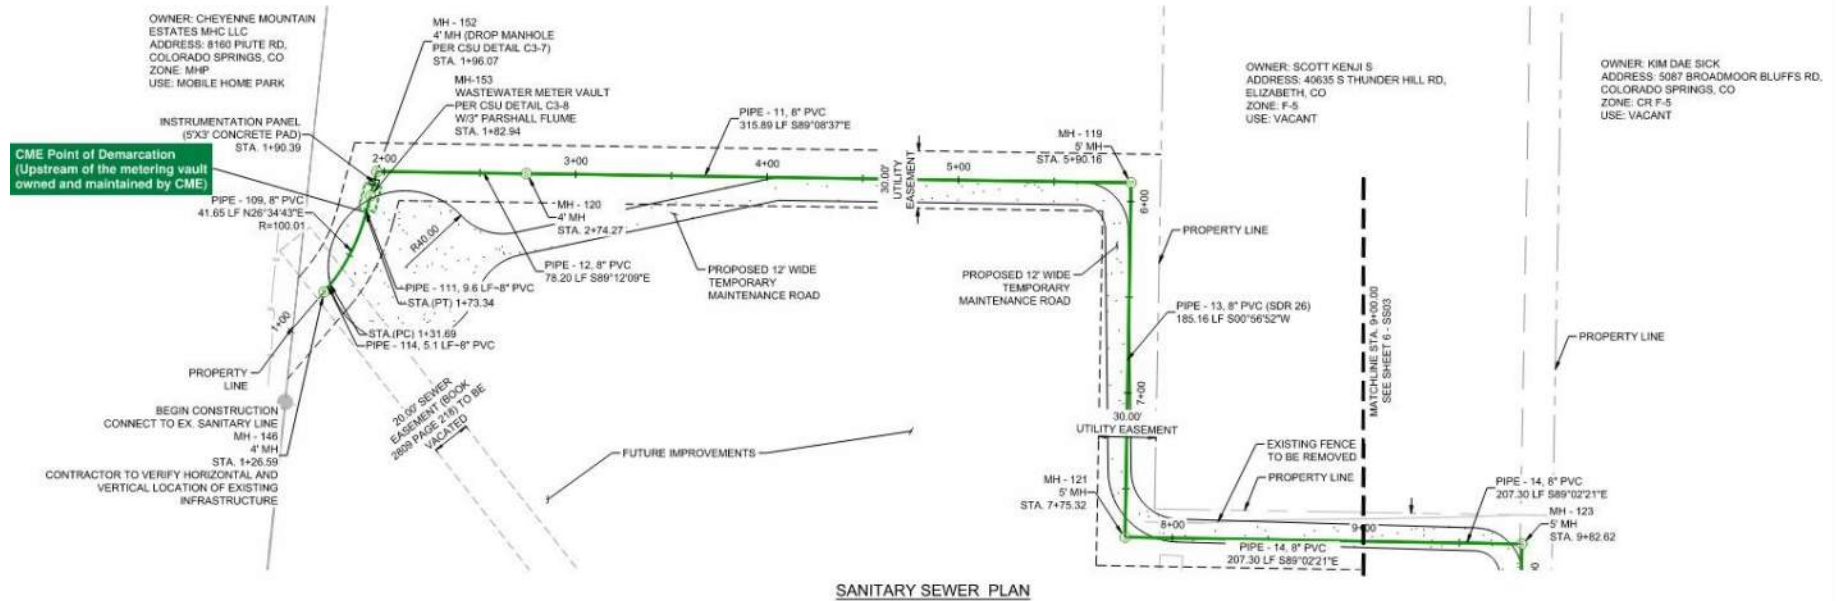 OWNER: CHEYENNE MOUNTAIN
ESTATES MHC LLC
ADDRESS: 8160 PIUTE RD,
COLORADO SPRINGS, CO
ZONE: MHP
USE: MOBILE HOME PARK
MH - 152
4' MH (DROP MANHOLE
PER CSU DETAIL C3-7)
STA. 1+96.07
MH-153
WASTEWATER METER VAULT
PER CSU DETAIL C3-8
W/3" PARSHALL FLUME
STA. 1+82.94
INSTRUMENTATION PANEL
(5'X3' CONCRETE PAD)
STA. 1+90.39
CME Point of Demarcation
(Upstream of the metering vault
owned and maintained by CME)
PIPE - 109, 8" PVC
41.65 LF N26°34'43"E
R=100.01
2+00
3+00
4+00
5+00
PIPE - 11, 8" PVC
315.89 LF S89°08'37"E
30.00'
UTILITY
EASEMENT
MH - 119
5' MH
STA. 5+90.16
6+00
OWNER: SCOTT KENJI S
ADDRESS: 40635 S THUNDER HILL RD,
ELIZABETH, CO
ZONE: F-5
USE: VACANT
OWNER: KIM DAE SICK
ADDRESS: 5087 BROADMOOR BLUFFS RD,
COLORADO SPRINGS, CO
ZONE: CR F-5
USE: VACANT
MH - 120
4' MH
STA. 2+74.27
R40.00
PIPE - 12, 8" PVC
78.20 LF S89°12'09"E
PIPE - 111, 9.6 LF~8" PVC
STA.(PT) 1+73.34
STA.(PC) 1+31.69
PIPE - 114, 5.1 LF~8" PVC
1+00
PROPERTY
LINE
PROPOSED 12' WIDE
TEMPORARY
MAINTENANCE ROAD
PROPOSED 12' WIDE
TEMPORARY
MAINTENANCE ROAD
PROPERTY LINE
PIPE - 13, 8" PVC (SDR 26)
185.16 LF S00°56'52"W
MATCHLINE STA. 9+00.00
SEE SHEET 6 - SS03
PROPERTY LINE
BEGIN CONSTRUCTION
CONNECT TO EX. SANITARY LINE
MH - 146
4' MH
STA. 1+26.59
CONTRACTOR TO VERIFY HORIZONTAL AND
VERTICAL LOCATION OF EXISTING
INFRASTRUCTURE
20.00' SEWER
EASEMENT (BOOK
2809 PAGE 218) TO BE
VACATED
FUTURE IMPROVEMENTS
7+00
30.00'
UTILITY EASEMENT
EXISTING FENCE
TO BE REMOVED
PROPERTY LINE
MH - 121
5' MH
STA. 7+75.32
8+00
9+00
PIPE - 14, 8" PVC
207.30 LF S89°02'21"E
PIPE - 14, 8" PVC
207.30 LF S89°02'21"E
MH - 123
5' MH
STA. 9+82.62
SANITARY SEWER PLAN